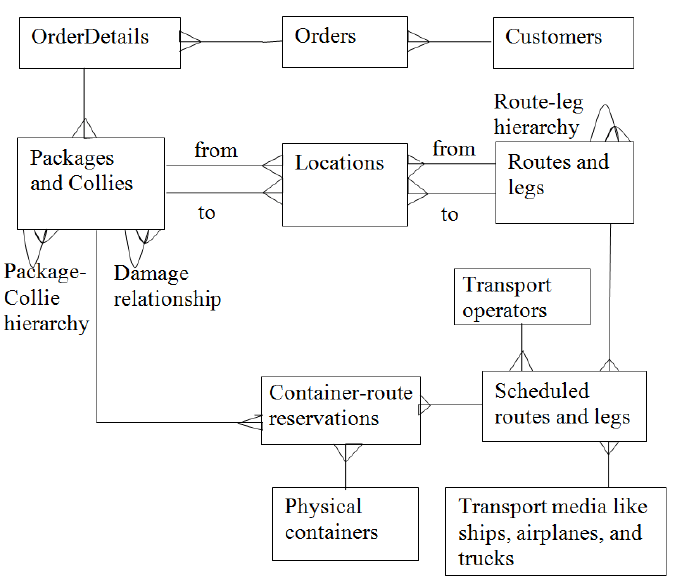 OrderDetails
Orders
Customers
Route-leg
hierarchy
Packages
and Collies
from
to
Locations
from
to
Routes and
legs
Package-
Collie
hierarchy
Damage
relationship
Transport
operators
Container-route
reservations
Scheduled
routes and legs
Physical
containers
Transport media like
ships, airplanes, and
trucks